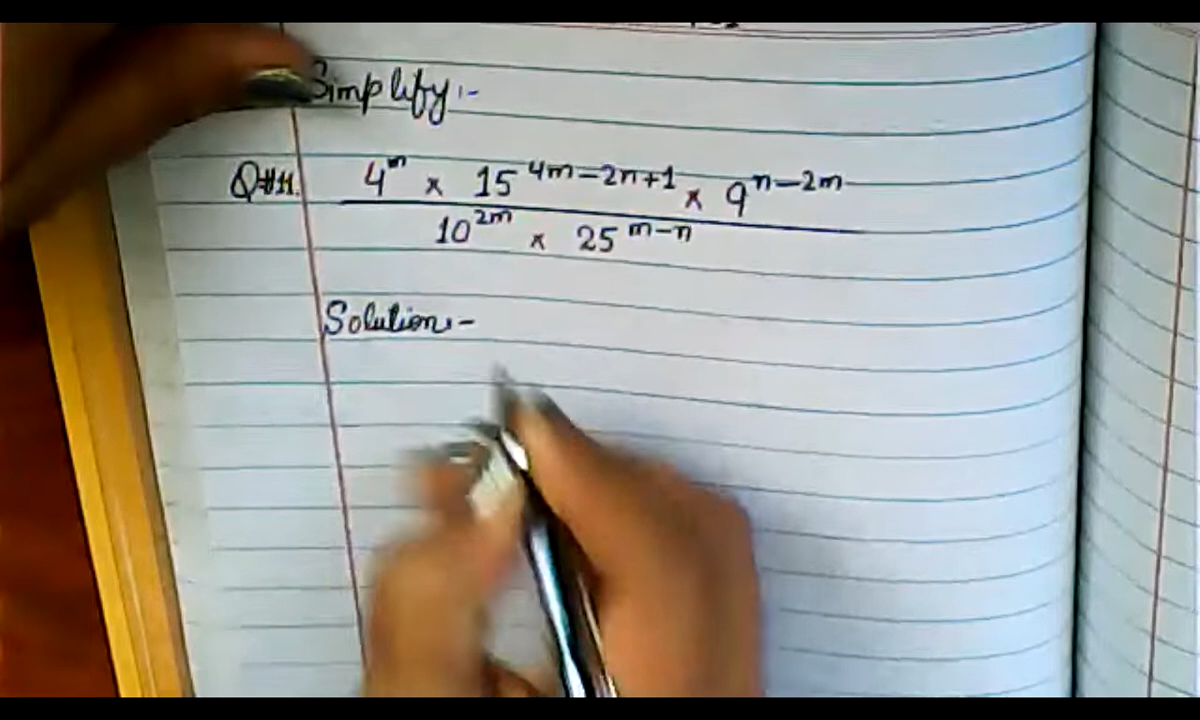 Simplify:-
Q#11. 4^m × 15^{4m-2n+1} × 9^{n-2m}
10^{2m} × 25^{m-n}
Solution:-